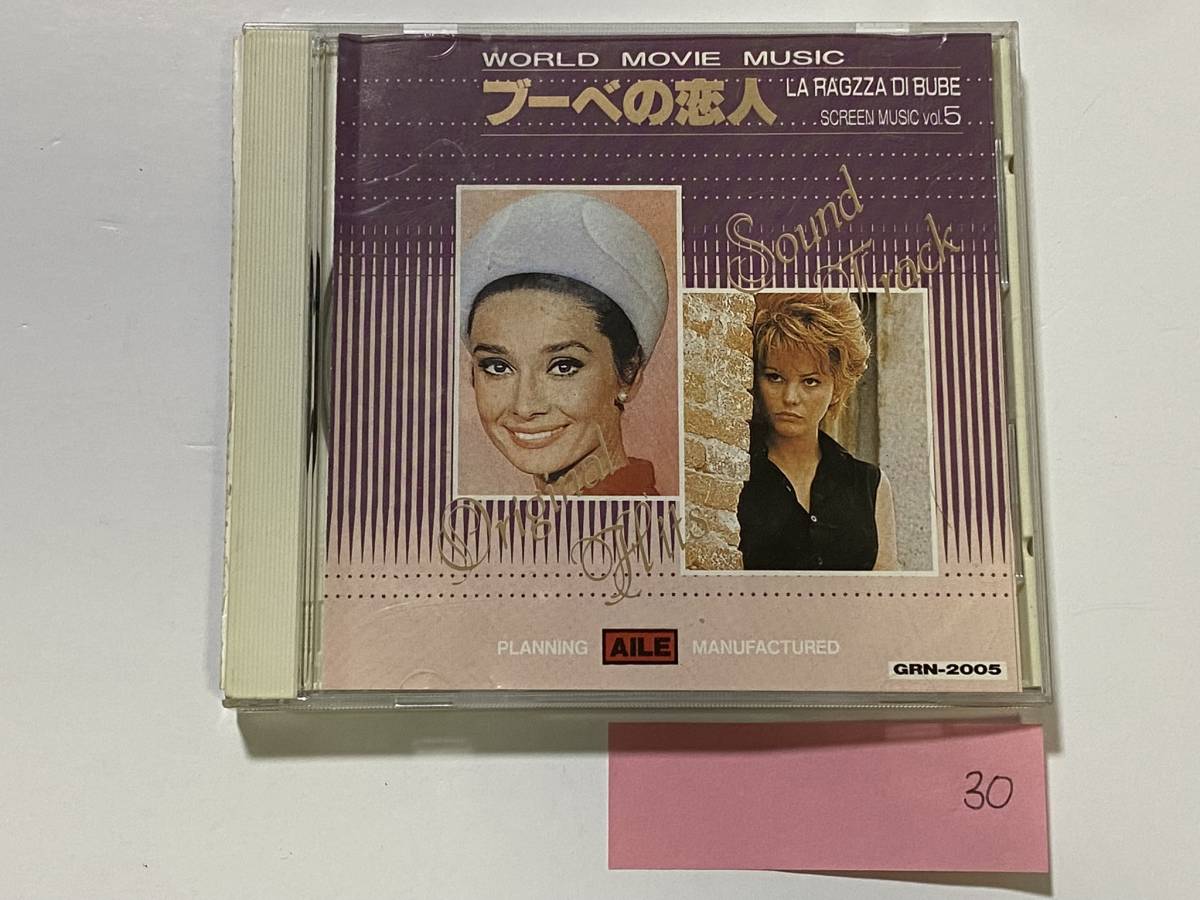 WORLD MOVIE MUSIC
ブーベの恋人 LA RAGZZA DI BUBE
SCREEN MUSIC vol.5
Sound
Track
Original
Hits
PLANNING AILE MANUFACTURED
GRN-2005
30